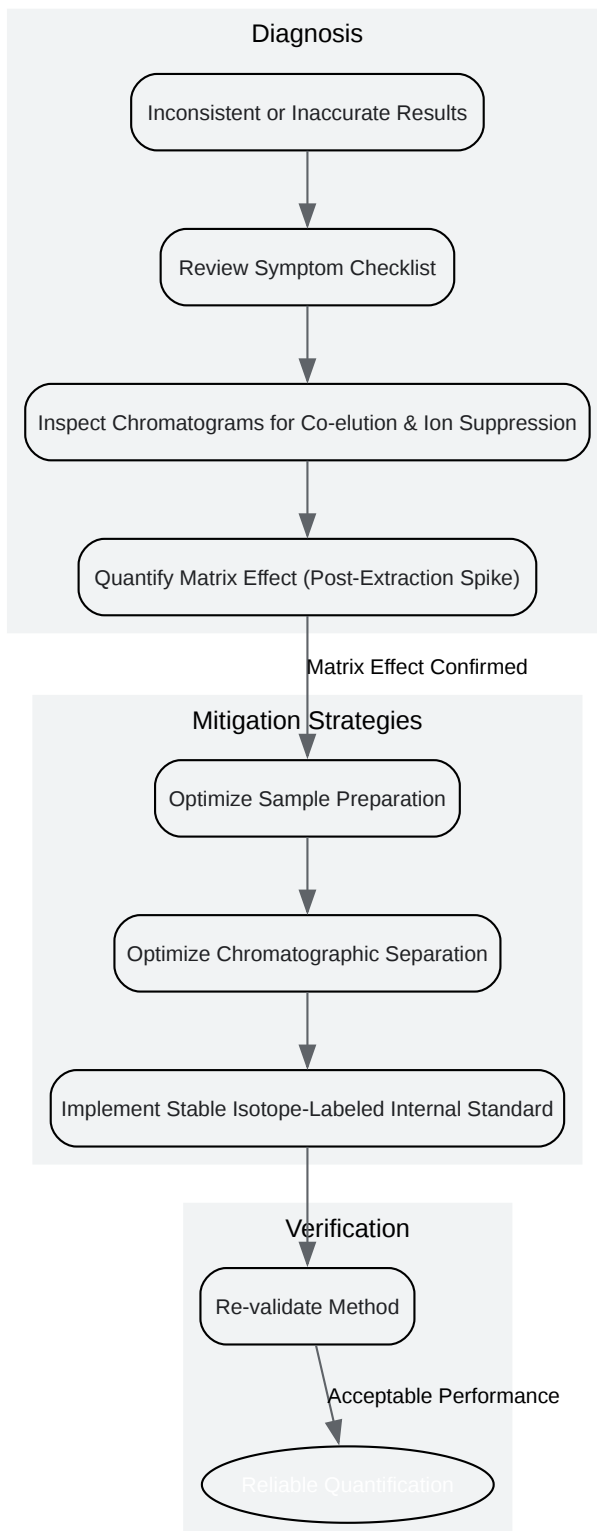 Diagnosis
Inconsistent or Inaccurate Results
Review Symptom Checklist
Inspect Chromatograms for Co-elution & Ion Suppression
Quantify Matrix Effect (Post-Extraction Spike)
Matrix Effect Confirmed
Mitigation Strategies
Optimize Sample Preparation
Optimize Chromatographic Separation
Implement Stable Isotope-Labeled Internal Standard
Verification
Re-validate Method
Acceptable Performance
Reliable Quantification